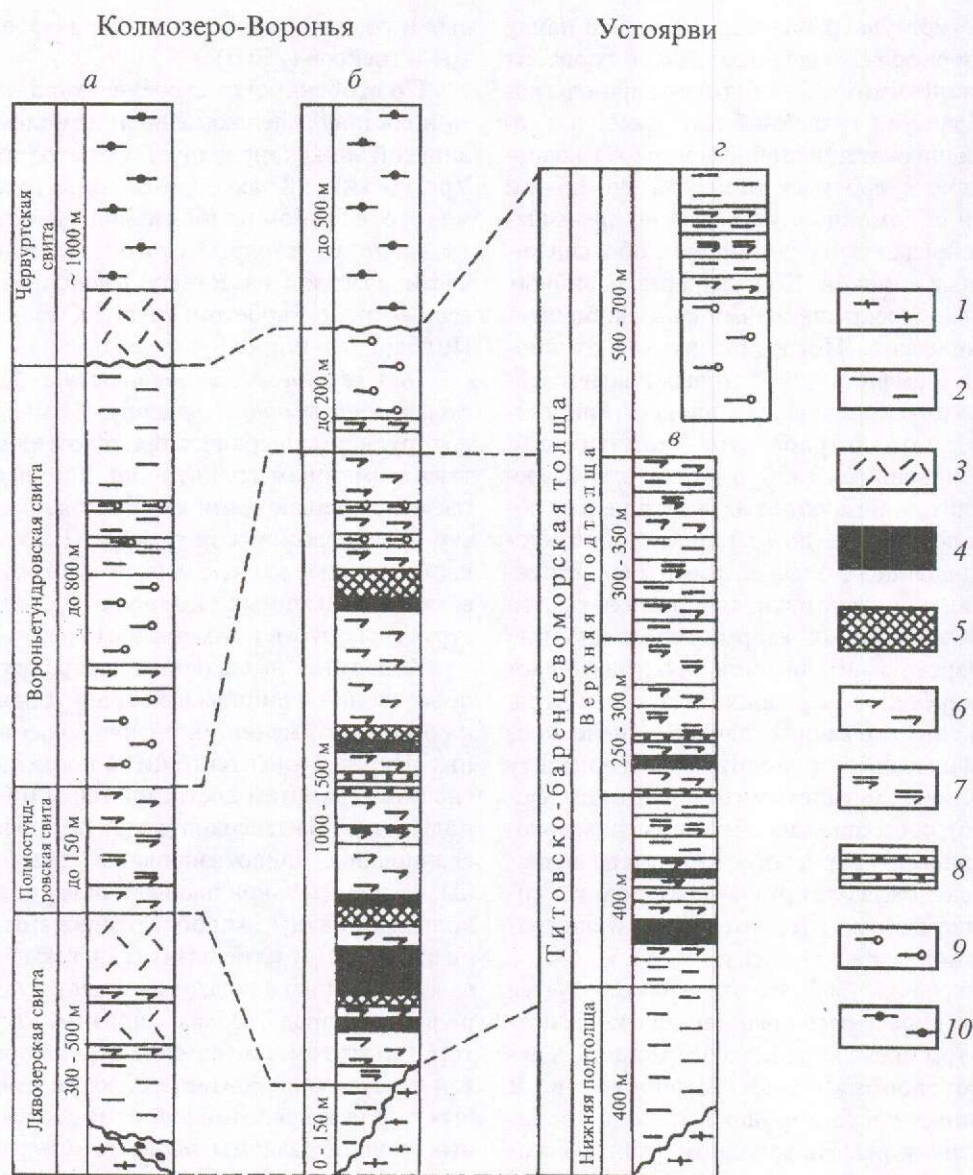 Колмозеро-Воронья
Устоярви
а
б
г
в
Червуртская свита
~ 1000 м
Вороньетундровская свита
до 800 м
Полмостунд-
ровская свита
до 150 м
Лявозерская свита
300 - 500 м
до 500 м
до 200 м
1000 - 1500 м
0 - 50 м
Титовско-барышноморская толща
Верхняя подтолща
Нижняя подтолща
500 - 700 м
300 - 350 м
250 - 300 м
400 м
400 м
1
2
3
4
5
6
7
8
9
10